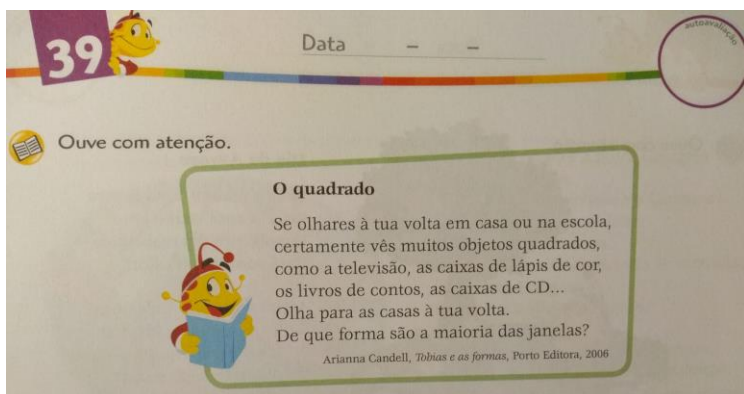 39
Data – –
autoavaliação
Ouve com atenção.
O quadrado
Se olhares à tua volta em casa ou na escola,
certamente vês muitos objetos quadrados,
como a televisão, as caixas de lápis de cor,
os livros de contos, as caixas de CD...
Olha para as casas à tua volta.
De que forma são a maioria das janelas?
Arianna Candell, Tobias e as formas, Porto Editora, 2006